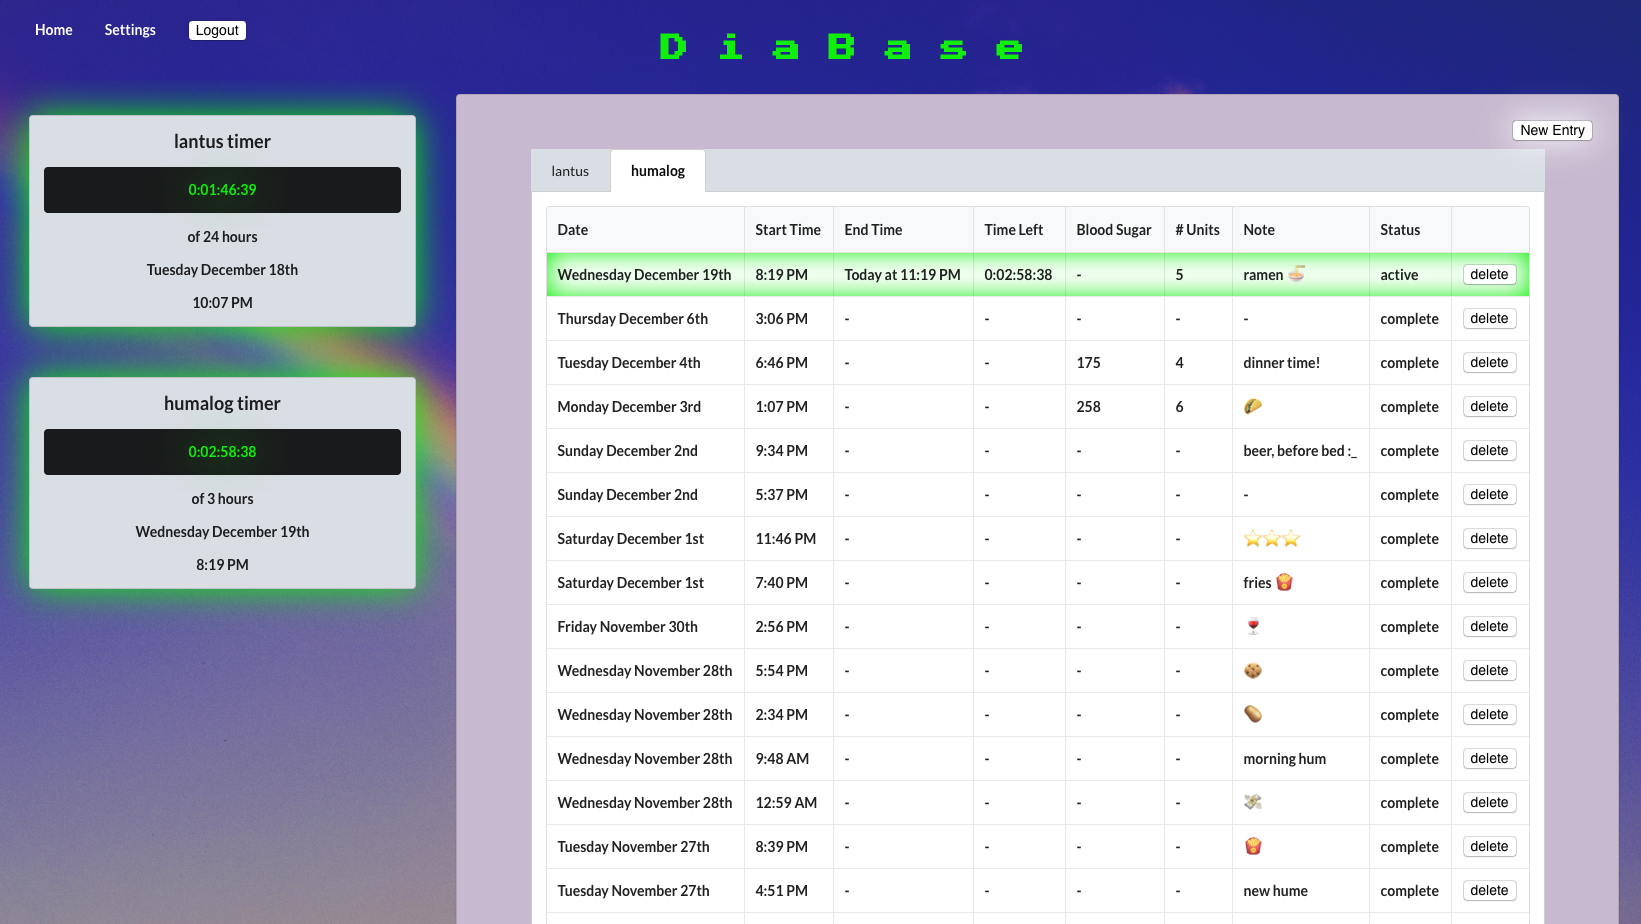 Home Settings Logout
DiaBase
lantus timer
0:01:46:39
of 24 hours
Tuesday December 18th
10:07 PM
humalog timer
0:02:58:38
of 3 hours
Wednesday December 19th
8:19 PM
New Entry
lantus humalog
Date Start Time End Time Time Left Blood Sugar # Units Note Status
Wednesday December 19th 8:19 PM Today at 11:19 PM 0:02:58:38 - 5 ramen 🍜 active delete
Thursday December 6th 3:06 PM - - - - - complete delete
Tuesday December 4th 6:46 PM - - 175 4 dinner time! complete delete
Monday December 3rd 1:07 PM - - 258 6 🌮 complete delete
Sunday December 2nd 9:34 PM - - - - beer, before bed :_ complete delete
Sunday December 2nd 5:37 PM - - - - - complete delete
Saturday December 1st 11:46 PM - - - - ⭐⭐⭐ complete delete
Saturday December 1st 7:40 PM - - - - fries 🍟 complete delete
Friday November 30th 2:56 PM - - - - 🍷 complete delete
Wednesday November 28th 5:54 PM - - - - 🍪 complete delete
Wednesday November 28th 2:34 PM - - - - 🥔 complete delete
Wednesday November 28th 9:48 AM - - - - morning hum complete delete
Wednesday November 28th 12:59 AM - - - - 💸 complete delete
Tuesday November 27th 8:39 PM - - - - 🍟 complete delete
Tuesday November 27th 4:51 PM - - - - new hume complete delete